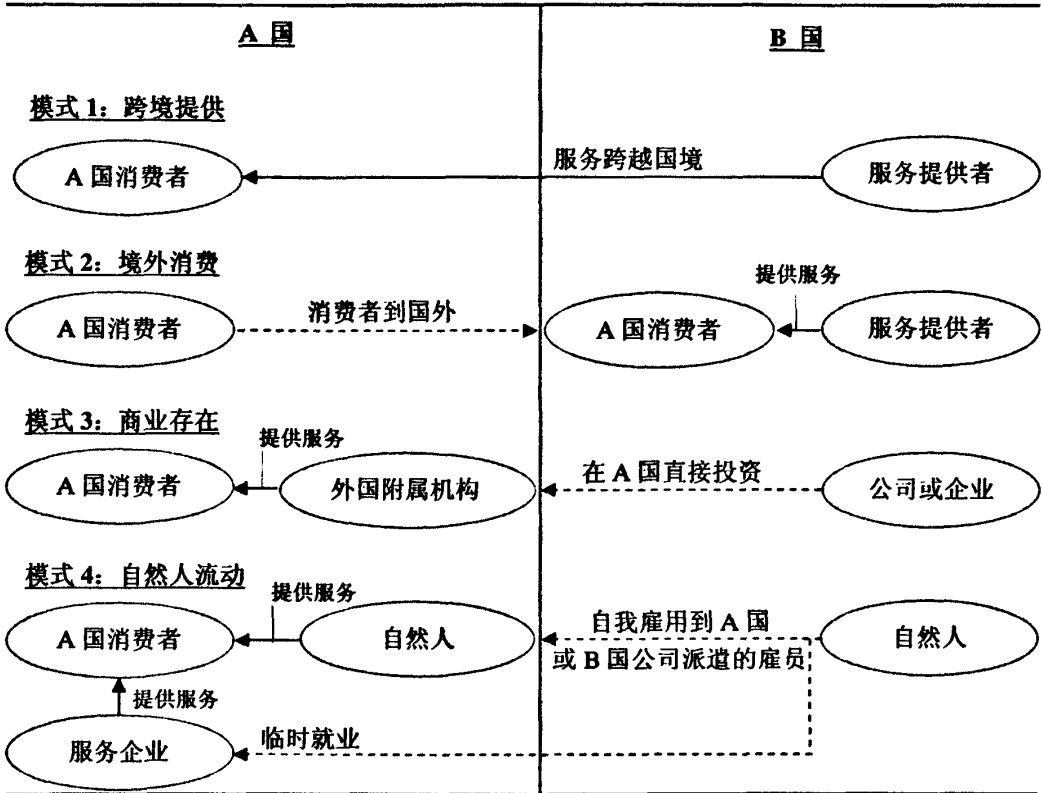 A 国
B 国
模式 1：跨境提供
A 国消费者
服务跨越国境
服务提供者
模式 2：境外消费
A 国消费者
消费者到国外
A 国消费者
提供服务
服务提供者
模式 3：商业存在
A 国消费者
提供服务
外国附属机构
在 A 国直接投资
公司或企业
模式 4：自然人流动
A 国消费者
提供服务
自然人
自我雇用到 A 国
或 B 国公司派遣的雇员
自然人
提供服务
服务企业
临时就业